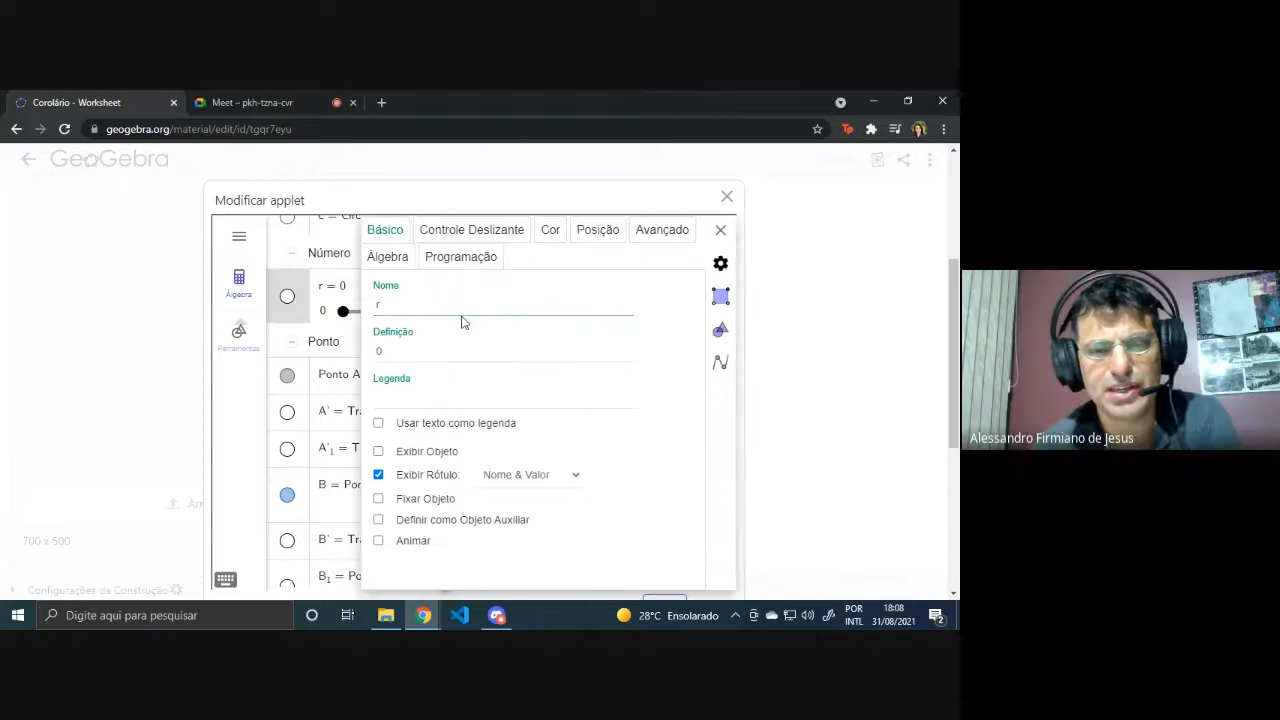 Corolário - Worksheet
Meet – pkh-tzna-cvr
geogebra.org/material/edit/id/tgqr7eyu
GeoGebra
Modificar applet
Básico
Controle Deslizante
Cor
Posição
Avançado
Álgebra
Programação
Álgebra
Ferramentas
Número
r = 0
0
Ponto
Ponto A
A' = Tra
A'₁ = T
B = Pon
B' = Tra
B₁ = Po
Nome
r
Definição
0
Legenda
Usar texto como legenda
Exibir Objeto
Exibir Rótulo:
Nome & Valor
Fixar Objeto
Definir como Objeto Auxiliar
Animar
700 x 500
Configurações da Construção
Alessandro Firmiano de Jesus
Digite aqui para pesquisar
28°C Ensolarado
POR
INTL
18:08
31/08/2021
2